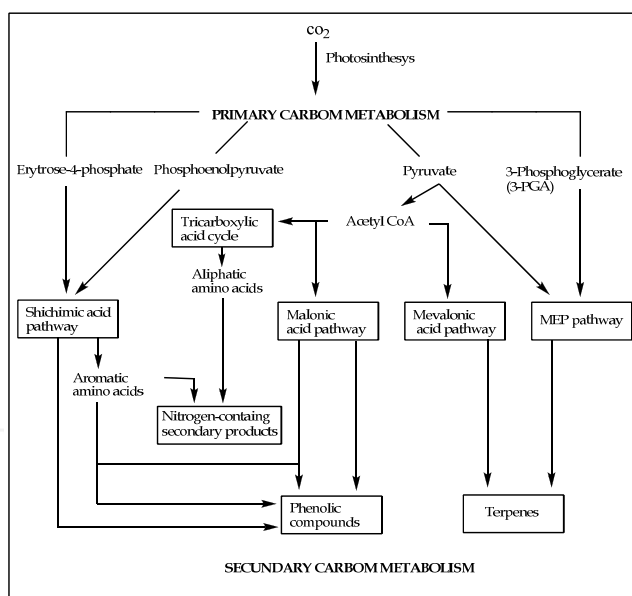 co2
Photosinthesys
PRIMARY CARBOM METABOLISM
Erytrose-4-phosphate
Phosphoenolpyruvate
Pyruvate
3-Phosphoglycerate
(3-PGA)
Tricarboxylic
acid cycle
Acetyl CoA
Aliphatic
amino acids
Shichimic acid
pathway
Malonic
acid pathway
Mevalonic
acid pathway
MEP pathway
Aromatic
amino acids
Nitrogen-containg
secondary products
Phenolic
compounds
Terpenes
SECUNDARY CARBOM METABOLISM